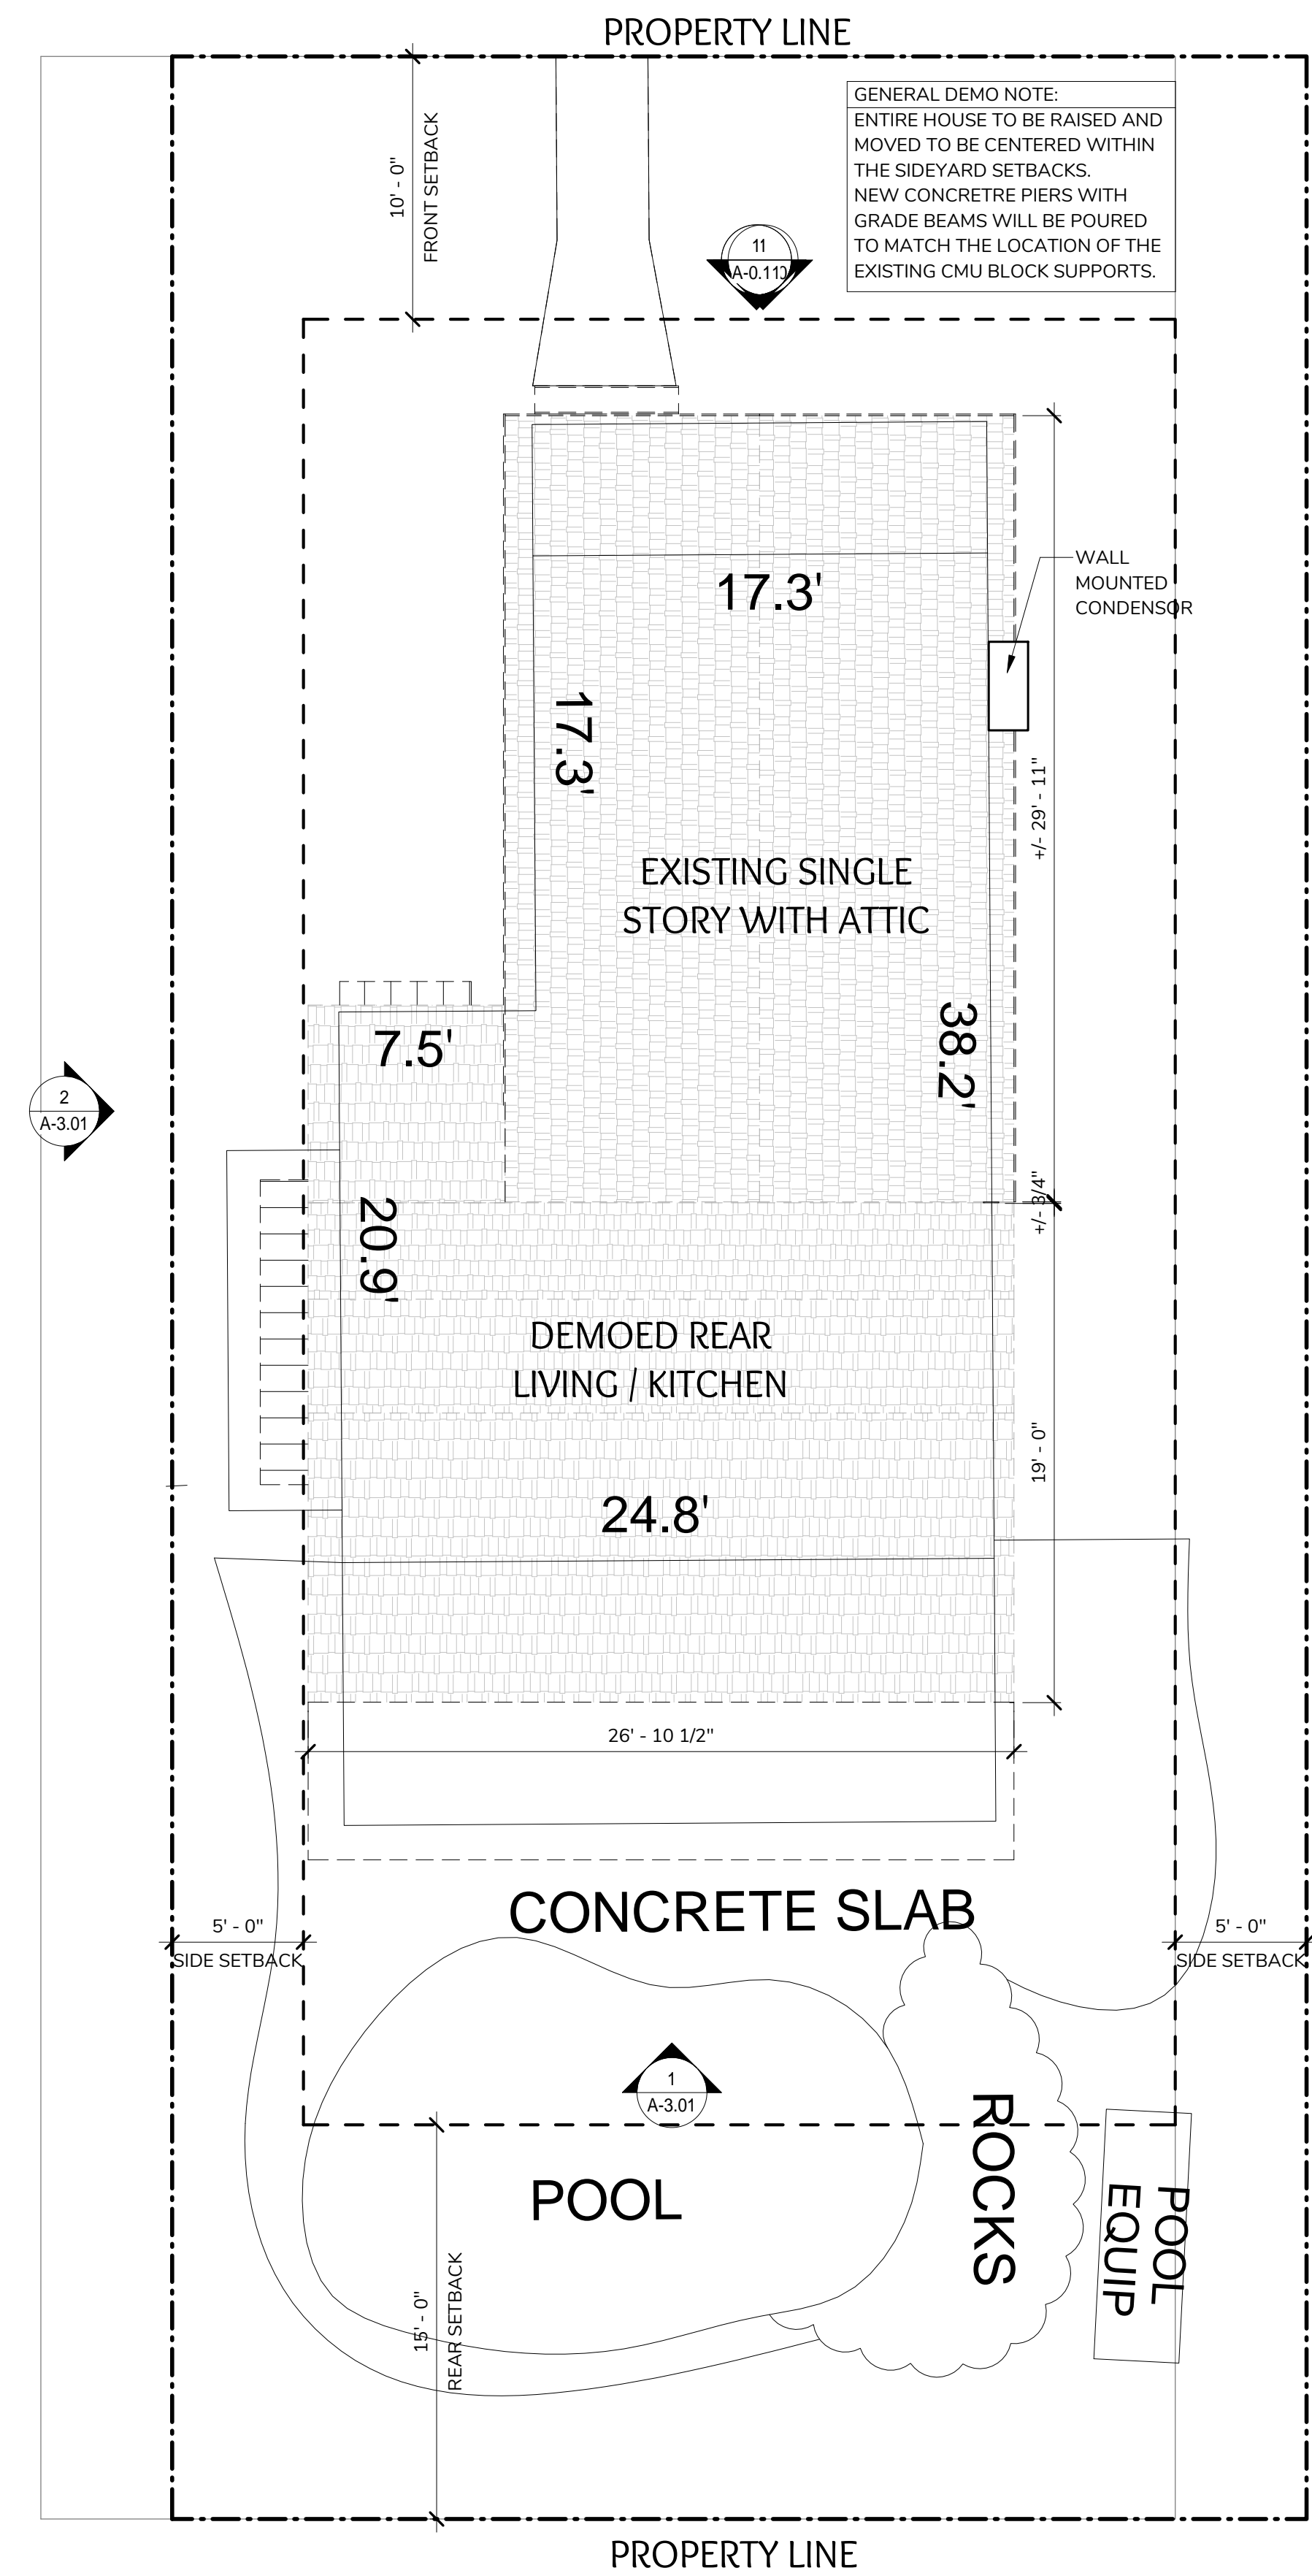 PROPERTY LINE
GENERAL DEMO NOTE:
ENTIRE HOUSE TO BE RAISED AND
MOVED TO BE CENTERED WITHIN
THE SIDEYARD SETBACKS.
NEW CONCRETRE PIERS WITH
GRADE BEAMS WILL BE POURED
TO MATCH THE LOCATION OF THE
EXISTING CMU BLOCK SUPPORTS.
10' - 0"
FRONT SETBACK
11
A-0.110
WALL
MOUNTED
CONDENSOR
17.3'
17.3'
+/- 29' - 11"
EXISTING SINGLE
STORY WITH ATTIC
38.2'
7.5'
2
A-3.01
+/- 3/4"
20.9'
DEMOED REAR
LIVING / KITCHEN
19' - 0"
24.8'
26' - 10 1/2"
CONCRETE SLAB
5' - 0"
SIDE SETBACK
5' - 0"
SIDE SETBACK
1
A-3.01
ROCKS
POOL
POOL
EQUIP
15' - 0"
REAR SETBACK
PROPERTY LINE